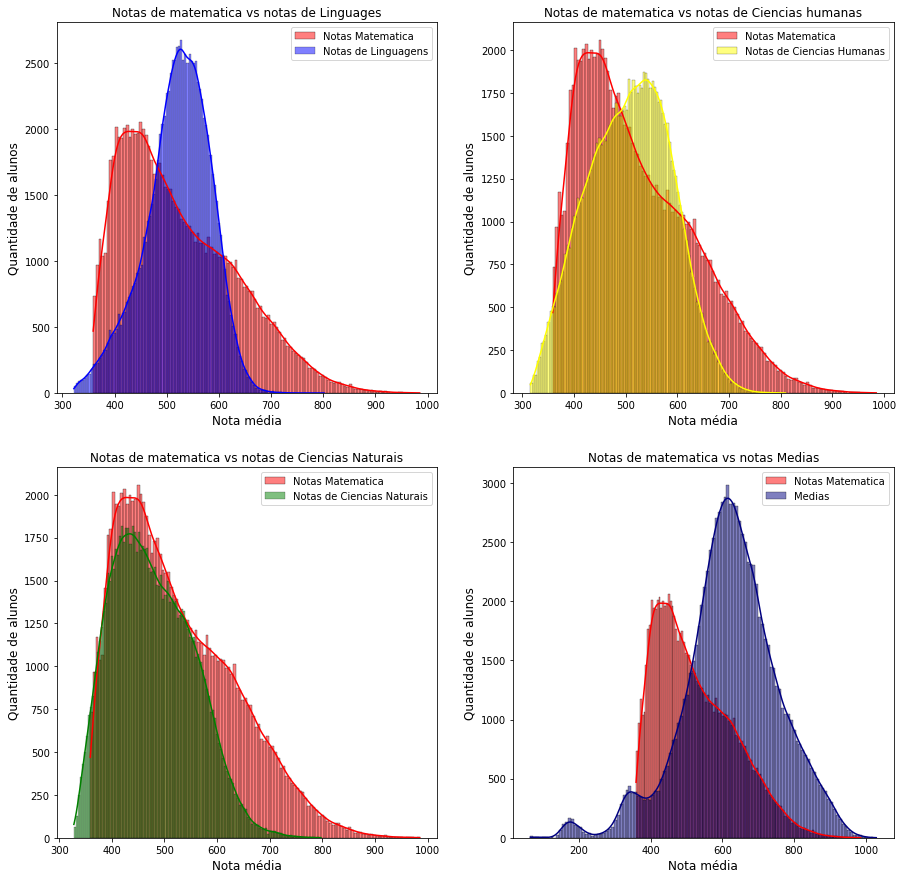 Notas de matematica vs notas de Linguages
Notas Matematica
Notas de Linguagens
2500
2000
1500
1000
500
0
Quantidade de alunos
300 400 500 600 700 800 900 1000
Nota média
Notas de matematica vs notas de Ciencias humanas
Notas Matematica
Notas de Ciencias Humanas
2000
1750
1500
1250
1000
750
500
250
0
Quantidade de alunos
300 400 500 600 700 800 900 1000
Nota média
Notas de matematica vs notas de Ciencias Naturais
Notas Matematica
Notas de Ciencias Naturais
2000
1750
1500
1250
1000
750
500
250
0
Quantidade de alunos
300 400 500 600 700 800 900 1000
Nota média
Notas de matematica vs notas Medias
Notas Matematica
Medias
3000
2500
2000
1500
1000
500
0
Quantidade de alunos
200 400 600 800 1000
Nota média